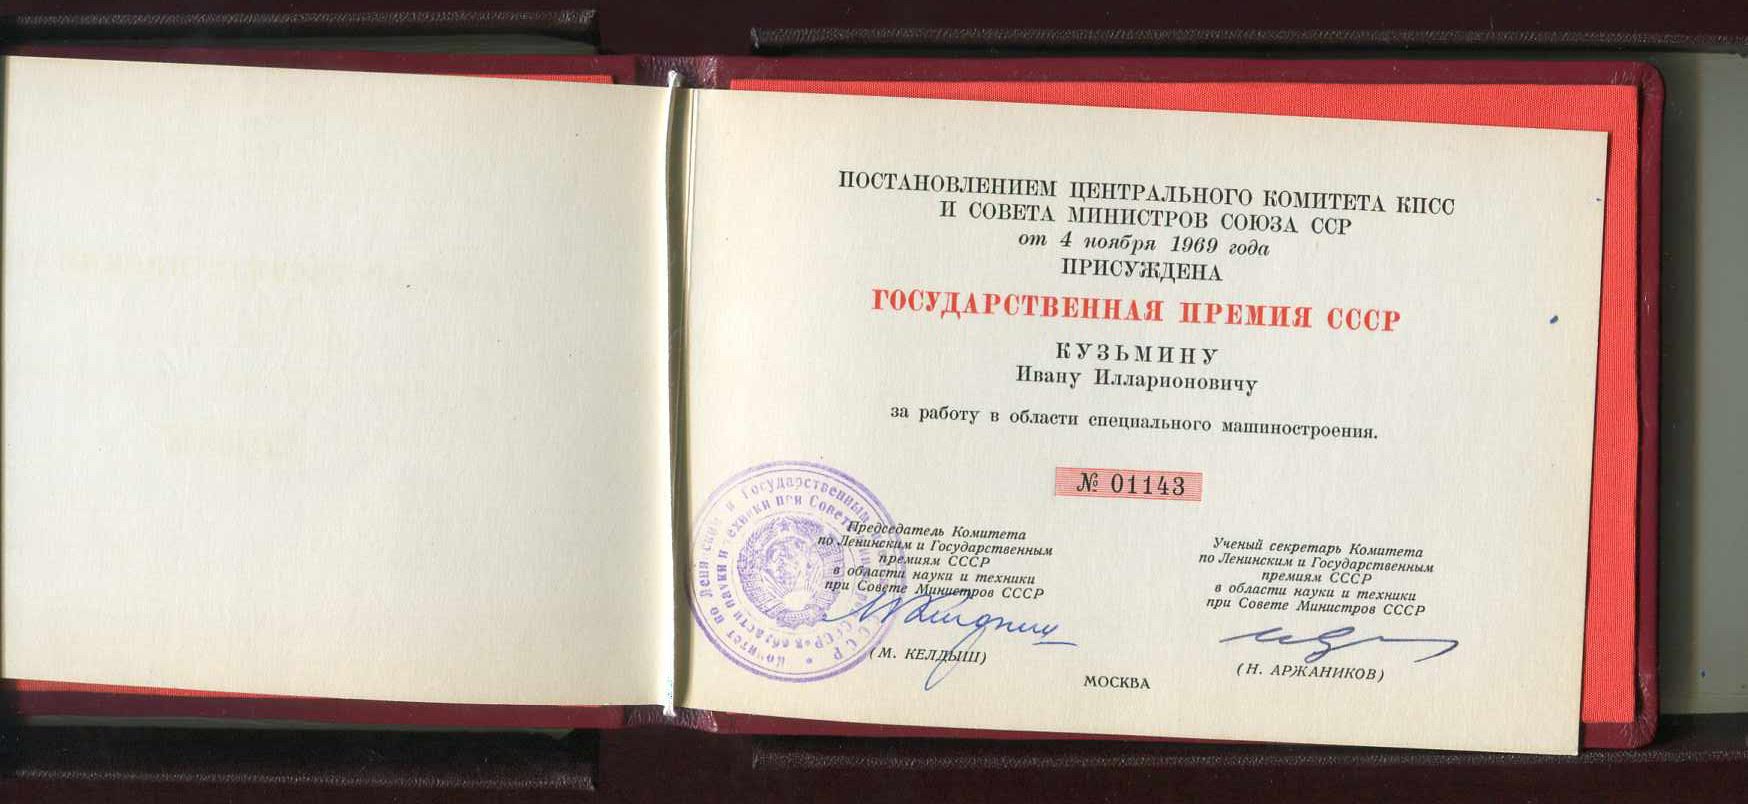 ПОСТАНОВЛЕНИЕМ ЦЕНТРАЛЬНОГО КОМИТЕТА КПСС
И СОВЕТА МИНИСТРОВ СОЮЗА ССР
от 4 ноября 1969 года
ПРИСУЖДЕНА
ГОСУДАРСТВЕННАЯ ПРЕМИЯ СССР
КУЗЬМИНУ
Ивану Илларионовичу
за работу в области специального машиностроения.
№ 01143
Председатель Комитета
по Ленинским и Государственным
премиям СССР
в области науки и техники
при Совете Министров СССР
(М. КЕЛДЫШ)
Ученый секретарь Комитета
по Ленинским и Государственным
премиям СССР
в области науки и техники
при Совете Министров СССР
(Н. АРЖАНИКОВ)
МОСКВА